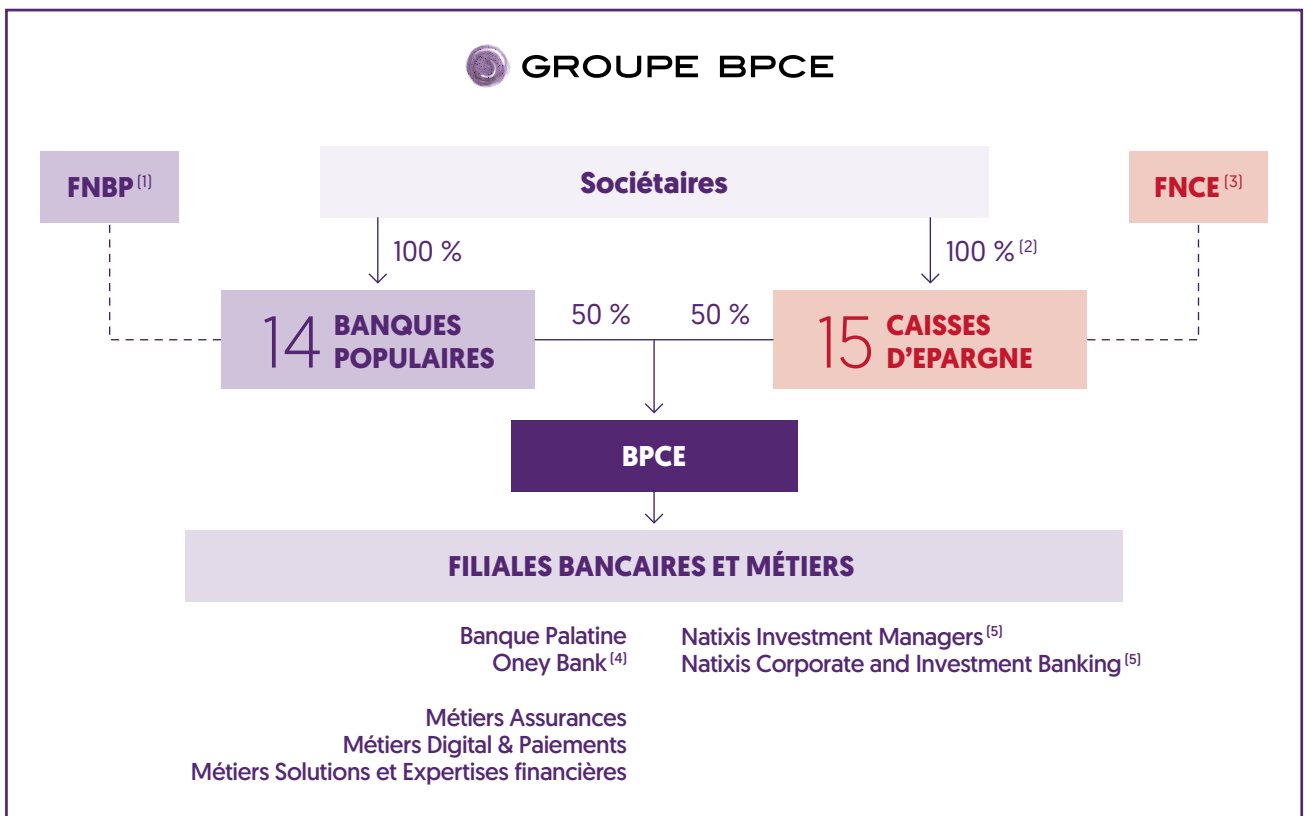 GROUPE BPCE
FNBP (1)
Sociétaires
FNCE (3)
100 %
100 % (2)
14 BANQUES
POPULAIRES
50 %
50 %
15 CAISSES
D'EPARGNE
BPCE
FILIALES BANCAIRES ET MÉTIERS
Banque Palatine
Oney Bank (4)
Natixis Investment Managers (5)
Natixis Corporate and Investment Banking (5)
Métiers Assurances
Métiers Digital & Paiements
Métiers Solutions et Expertises financières